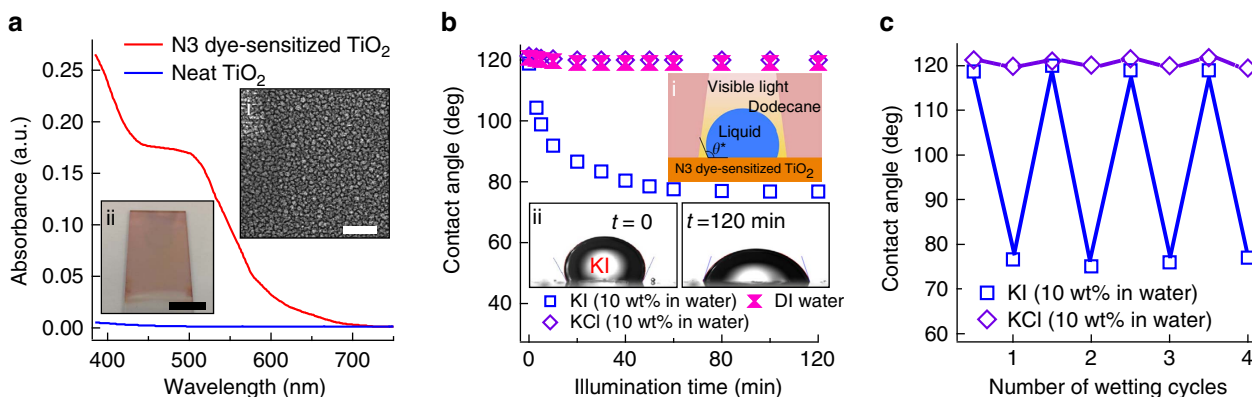 a
N3 dye-sensitized TiO2
Neat TiO2
0.25
0.20
0.15
0.10
0.05
0.00
Absorbance (a.u.)
i
ii
400
500
600
700
Wavelength (nm)
b
120
100
80
60
40
Contact angle (deg)
i
Visible light
Dodecane
Liquid
θ*
N3 dye-sensitized TiO2
ii
t = 0
KI
t = 120 min
KI (10 wt% in water)
DI water
KCl (10 wt% in water)
0
20
40
60
80
100
120
Illumination time (min)
c
120
110
100
90
80
70
60
Contact angle (deg)
KI (10 wt% in water)
KCl (10 wt% in water)
1
2
3
4
Number of wetting cycles